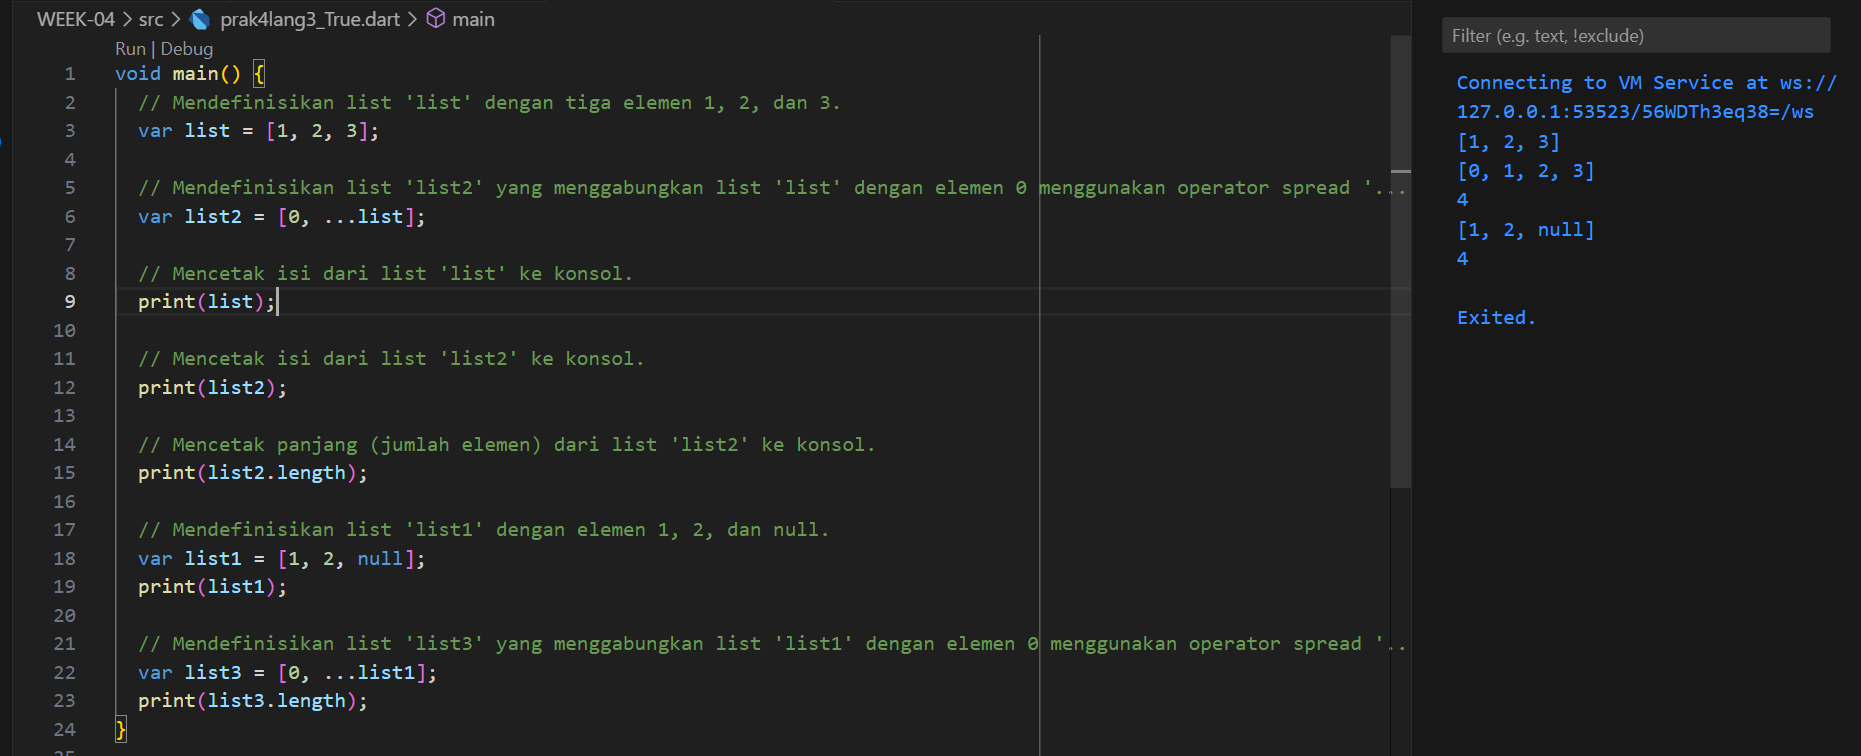 WEEK-04 > src > prak4lang3_True.dart > main
Run | Debug
1 void main() {
2 // Mendefinisikan list 'list' dengan tiga elemen 1, 2, dan 3.
3 var list = [1, 2, 3];
4
5 // Mendefinisikan list 'list2' yang menggabungkan list 'list' dengan elemen 0 menggunakan operator spread '...
6 var list2 = [0, ...list];
7
8 // Mencetak isi dari list 'list' ke konsol.
9 print(list);
10
11 // Mencetak isi dari list 'list2' ke konsol.
12 print(list2);
13
14 // Mencetak panjang (jumlah elemen) dari list 'list2' ke konsol.
15 print(list2.length);
16
17 // Mendefinisikan list 'list1' dengan elemen 1, 2, dan null.
18 var list1 = [1, 2, null];
19 print(list1);
20
21 // Mendefinisikan list 'list3' yang menggabungkan list 'list1' dengan elemen 0 menggunakan operator spread '...
22 var list3 = [0, ...list1];
23 print(list3.length);
24 }
Filter (e.g. text, !exclude)
Connecting to VM Service at ws://
127.0.0.1:53523/56WDTh3eq38=/ws
[1, 2, 3]
[0, 1, 2, 3]
4
[1, 2, null]
4
Exited.